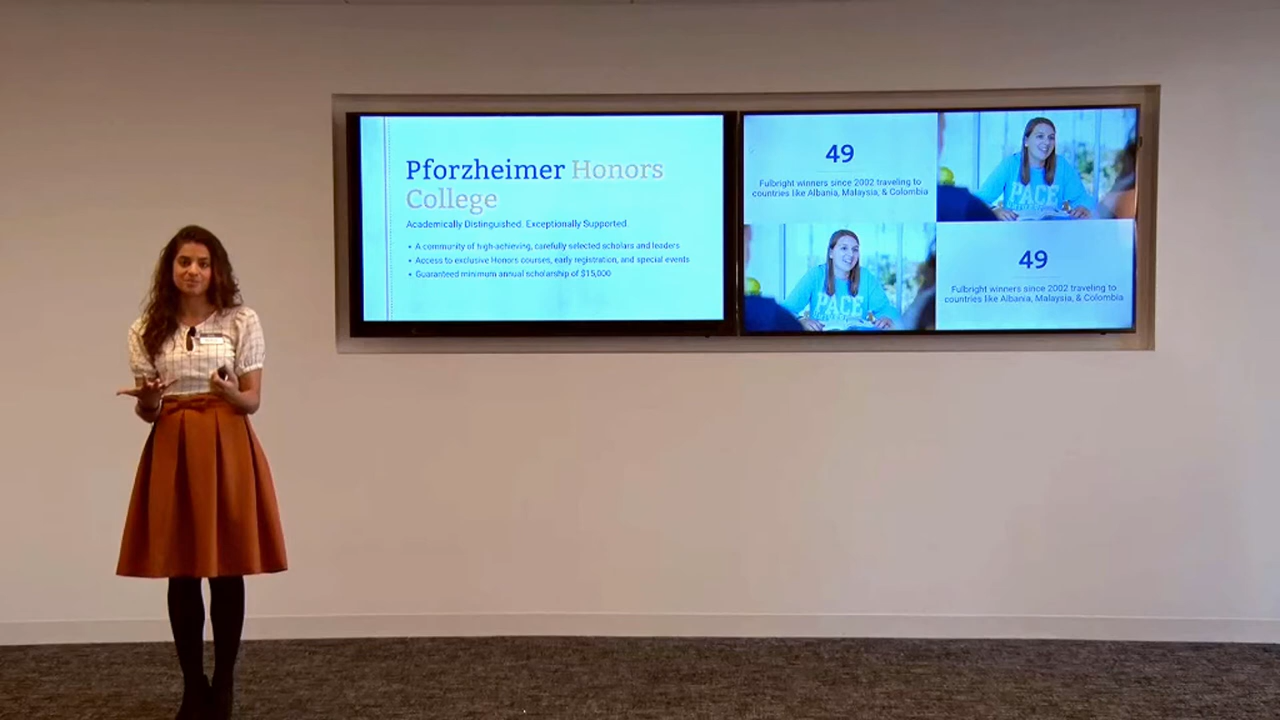 Pforzheimer Honors
College
Academically Distinguished. Exceptionally Supported.
• A community of high-achieving, carefully selected scholars and leaders
• Access to exclusive Honors courses, early registration, and special events
• Guaranteed minimum annual scholarship of $15,000
49
Fulbright winners since 2002 traveling to
countries like Albania, Malaysia, & Colombia
PACE
PACE
49
Fulbright winners since 2002 traveling to
countries like Albania, Malaysia, & Colombia